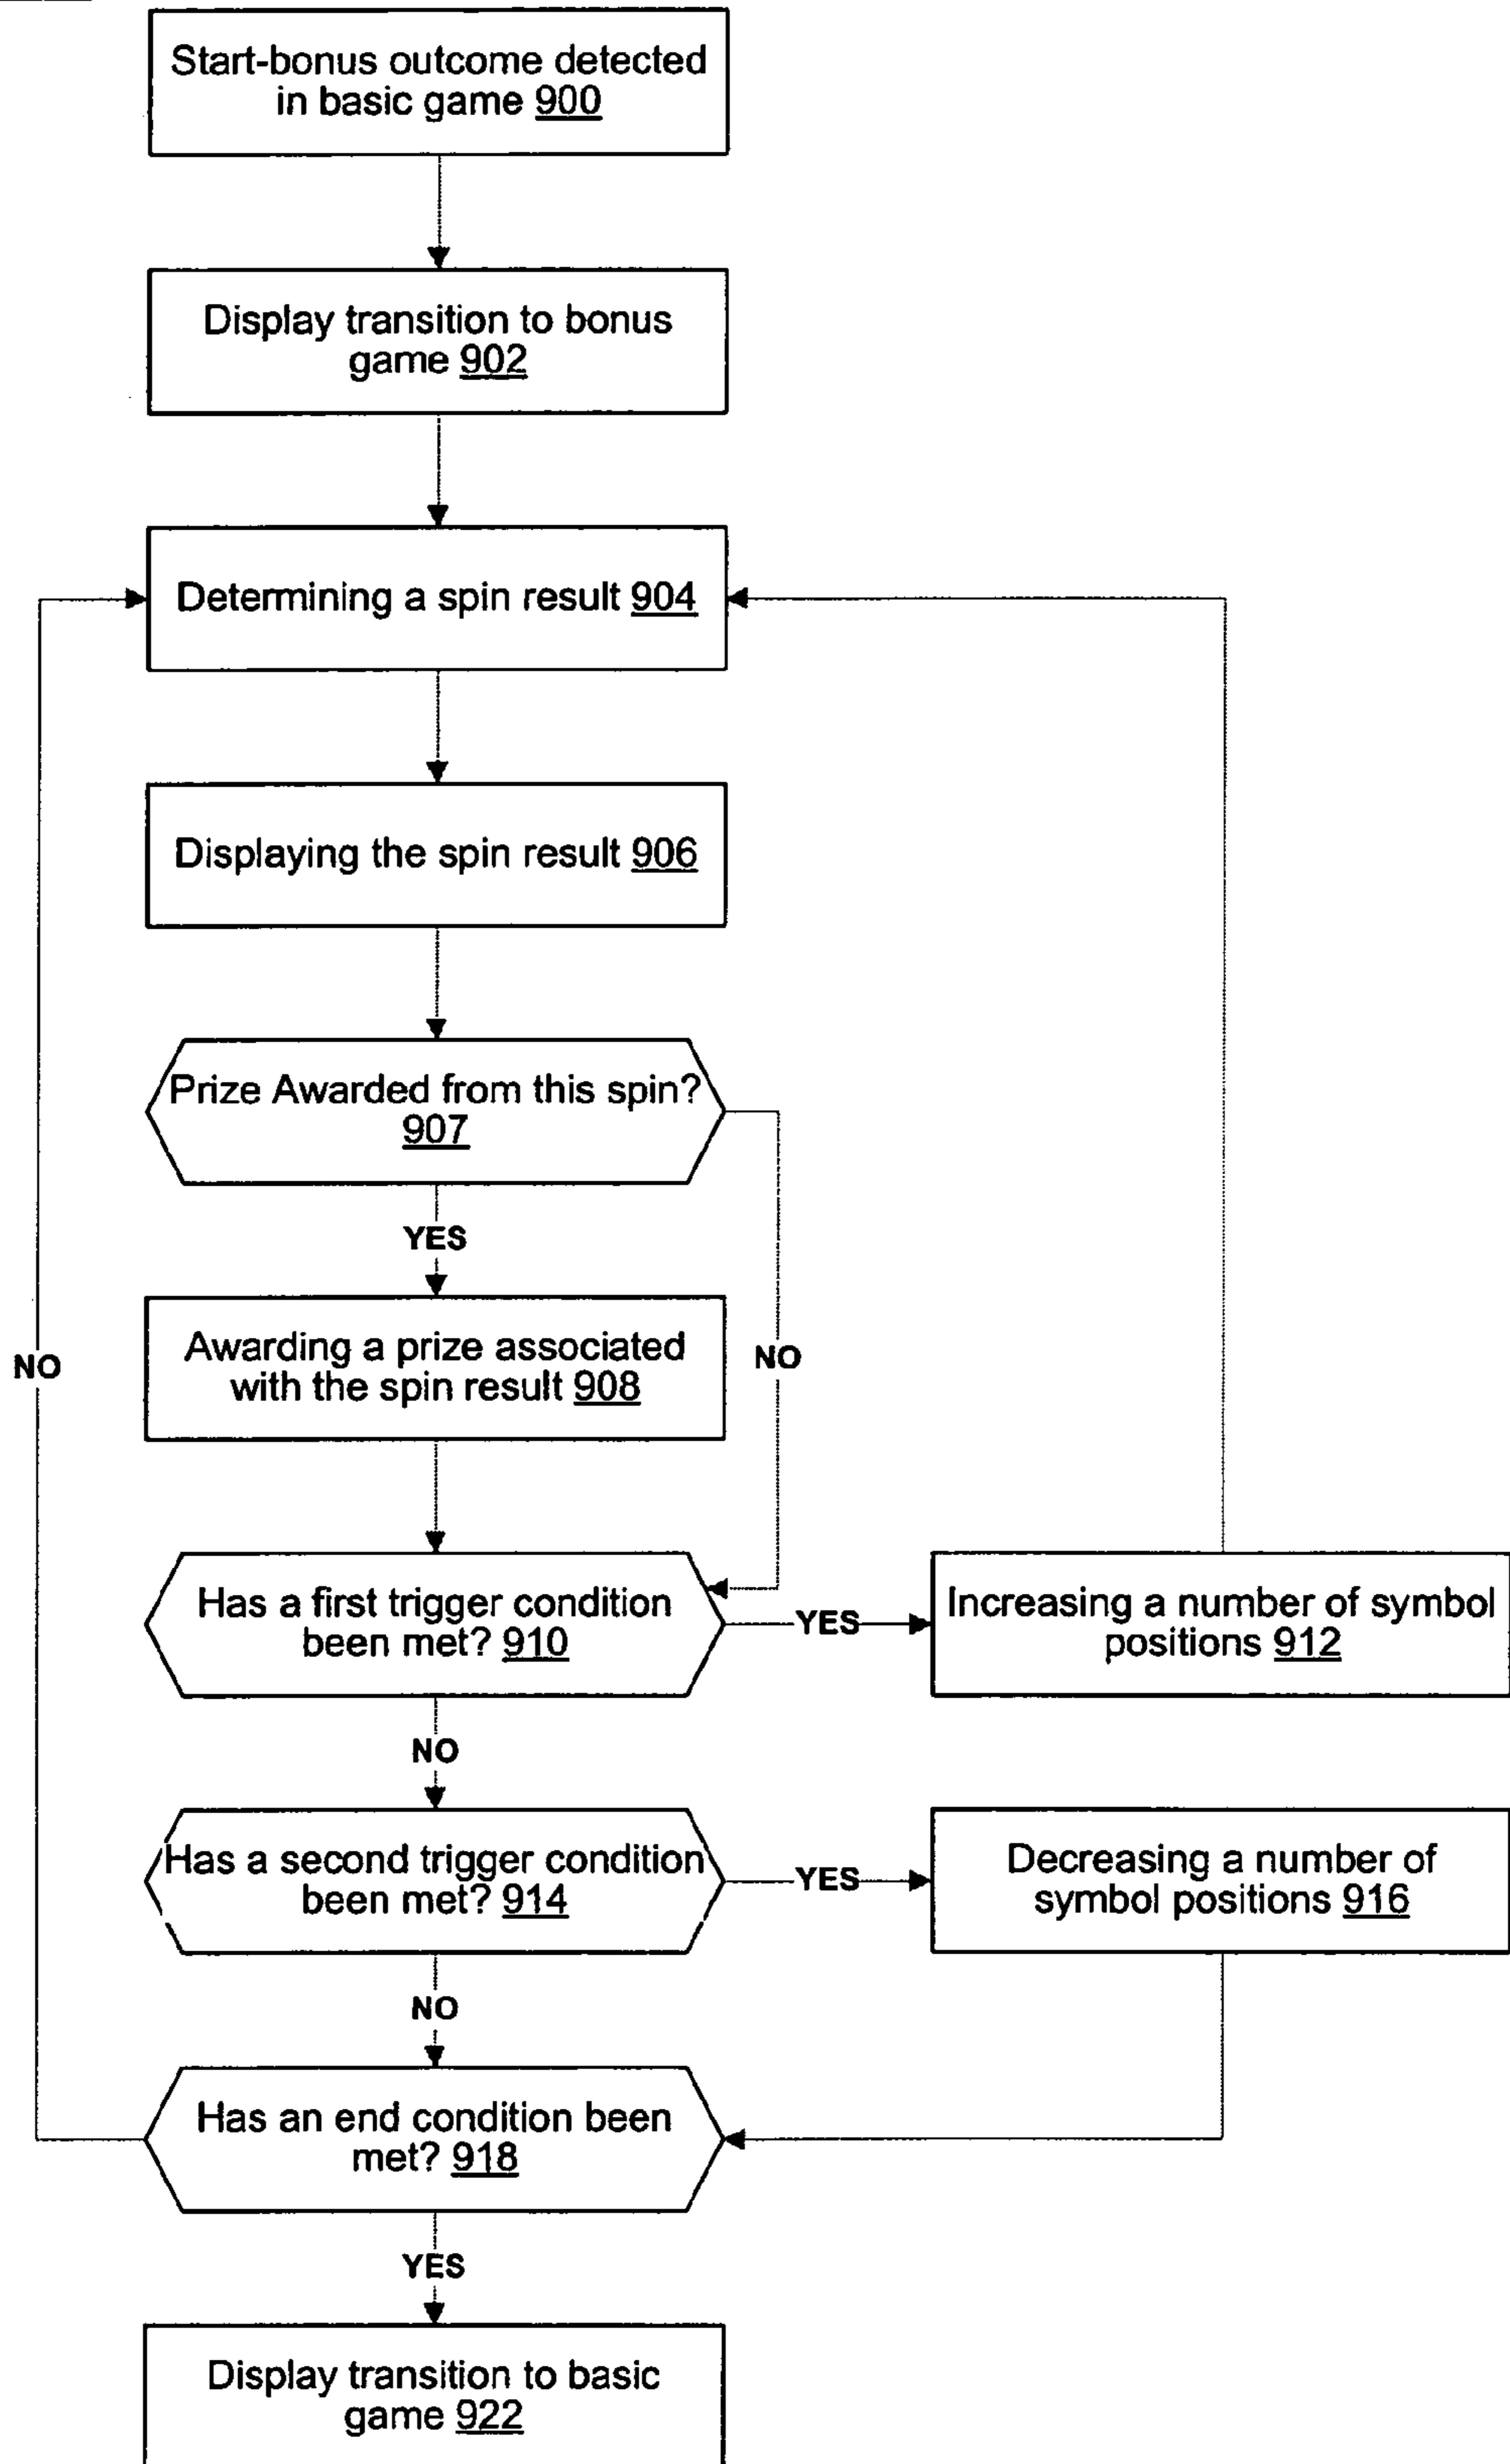 Start-bonus outcome detected
in basic game 900
Display transition to bonus
game 902
Determining a spin result 904
Displaying the spin result 906
Prize Awarded from this spin?
907
YES
Awarding a prize associated
with the spin result 908
NO
NO
Has a first trigger condition
been met? 910
YES
Increasing a number of symbol
positions 912
NO
Has a second trigger condition
been met? 914
YES
Decreasing a number of
symbol positions 916
NO
Has an end condition been
met? 918
YES
Display transition to basic
game 922